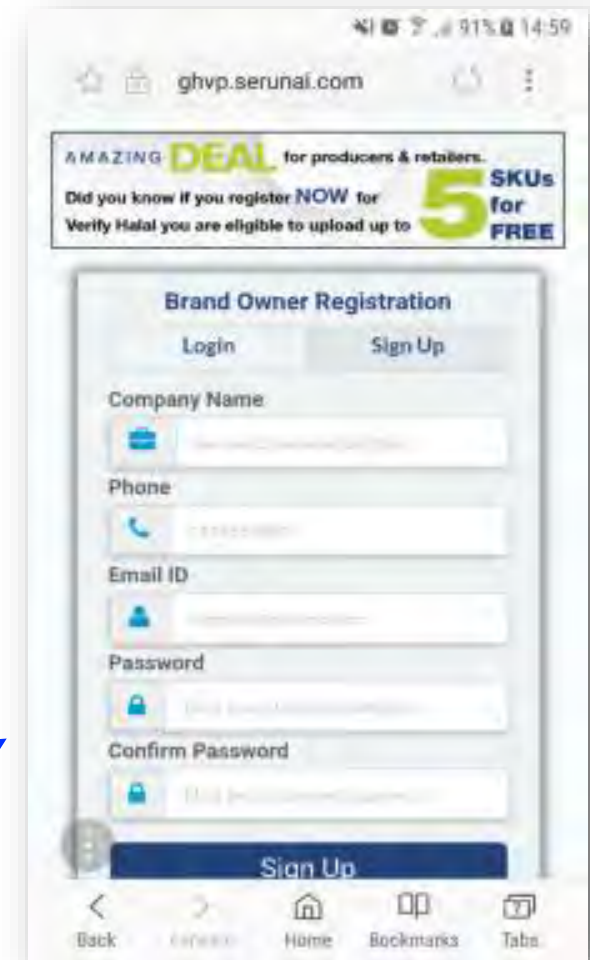 91% 14:59
ghvp.serunai.com
AMAZING DEAL for producers & retailers.
Did you know if you register NOW for
Verify Halal you are eligible to upload up to
5 SKUs for FREE
Brand Owner Registration
Login Sign Up
Company Name
Phone
Email ID
Password
Confirm Password
Sign Up
Back Home Bookmarks Tabs